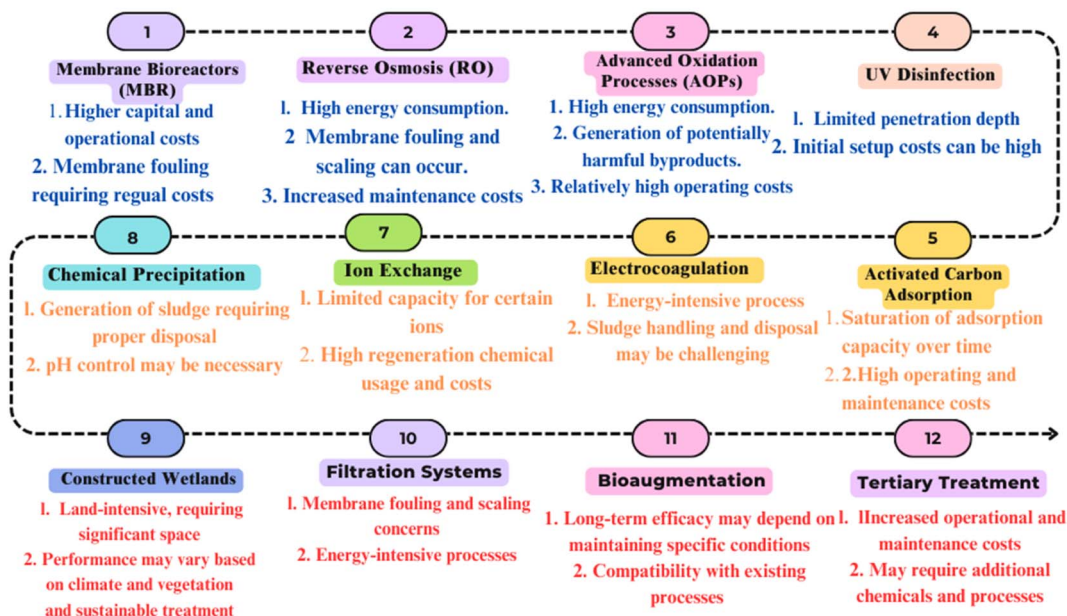 1
Membrane Bioreactors
(MBR)
1. Higher capital and
operational costs
2. Membrane fouling
requiring regual costs
2
Reverse Osmosis (RO)
1. High energy consumption.
2 Membrane fouling and
scaling can occur.
3. Increased maintenance costs
3
Advanced Oxidation
Processes (AOPs)
1. High energy consumption.
2. Generation of potentially
harmful byproducts.
3. Relatively high operating costs
4
UV Disinfection
1. Limited penetration depth
2. Initial setup costs can be high
8
Chemical Precipitation
1. Generation of sludge requiring
proper disposal
2. pH control may be necessary
7
Ion Exchange
1. Limited capacity for certain
ions
2. High regeneration chemical
usage and costs
6
Electrocoagulation
1. Energy-intensive process
2. Sludge handling and disposal
may be challenging
5
Activated Carbon
Adsorption
1. Saturation of adsorption
capacity over time
2. 2.High operating and
maintenance costs
9
Constructed Wetlands
1. Land-intensive, requiring
significant space
2. Performance may vary based
on climate and vegetation
and sustainable treatment
10
Filtration Systems
1. Membrane fouling and scaling
concerns
2. Energy-intensive processes
11
Bioaugmentation
1. Long-term efficacy may depend on
maintaining specific conditions
2. Compatibility with existing
processes
12
Tertiary Treatment
1. IIncreased operational and
maintenance costs
2. May require additional
chemicals and processes